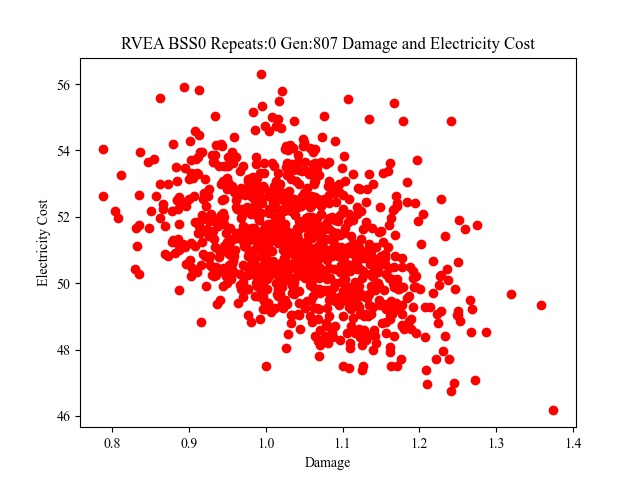 RVEA BSS0 Repeats:0 Gen:807 Damage and Electricity Cost
56
54
52
50
48
46
Electricity Cost
0.8 0.9 1.0 1.1 1.2 1.3 1.4
Damage